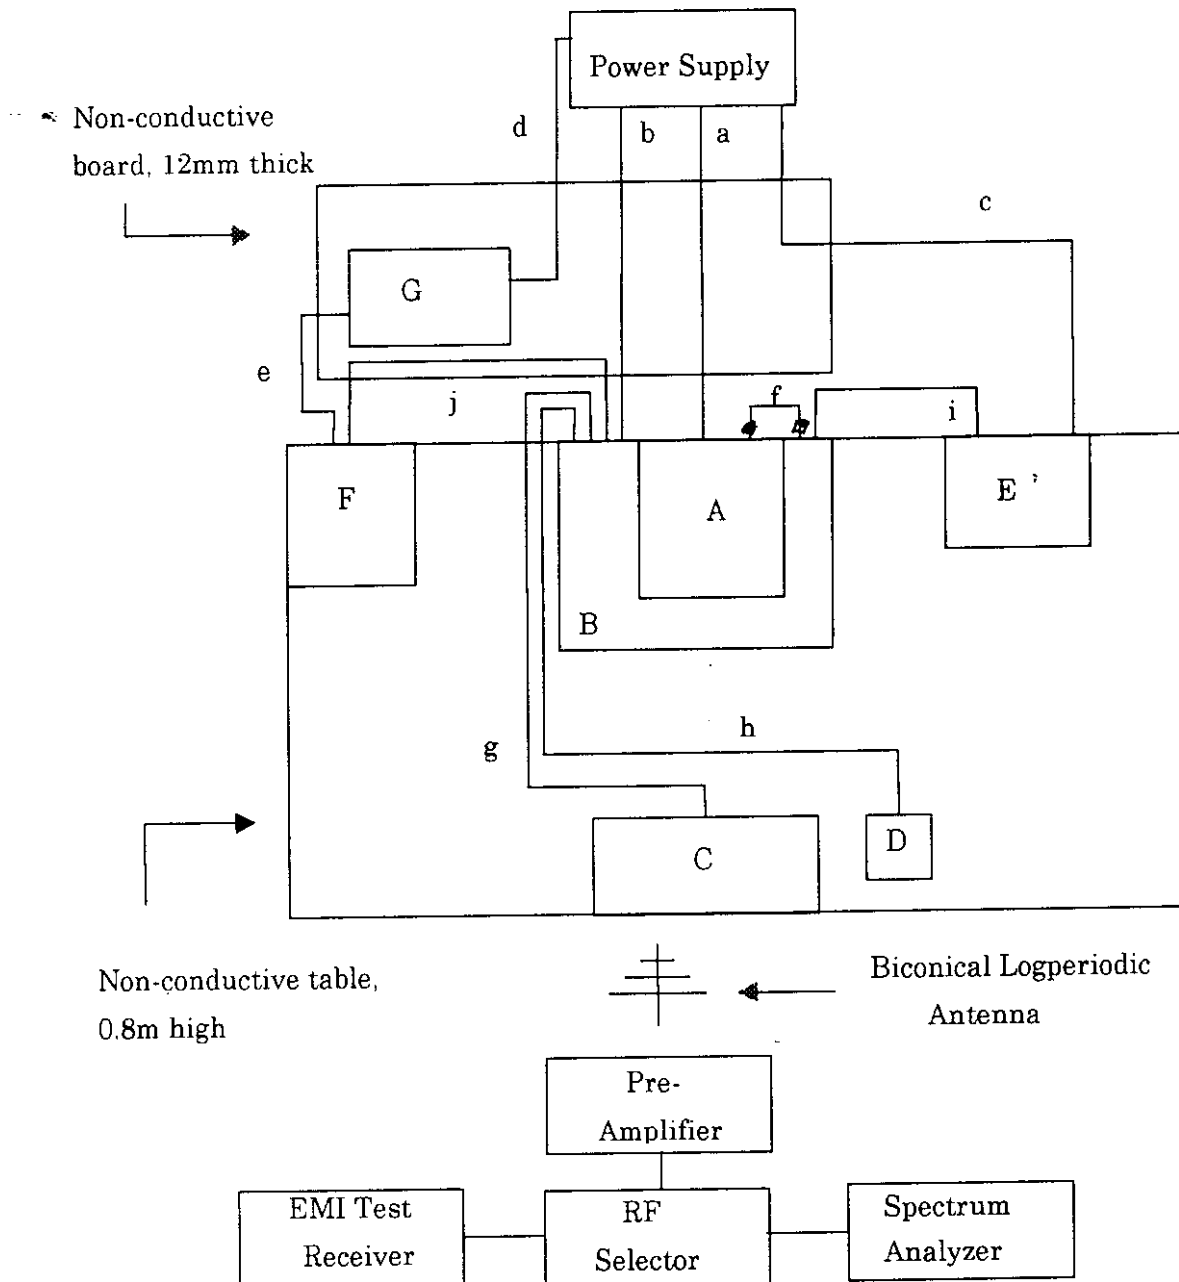 Power Supply
Non-conductive
board, 12mm thick
d
b
a
c
G
e
j
f
i
F
A
E
B
h
g
D
C
Non-conductive table,
0.8m high
Biconical Logperiodic
Antenna
Pre-
Amplifier
EMI Test
Receiver
RF
Selector
Spectrum
Analyzer